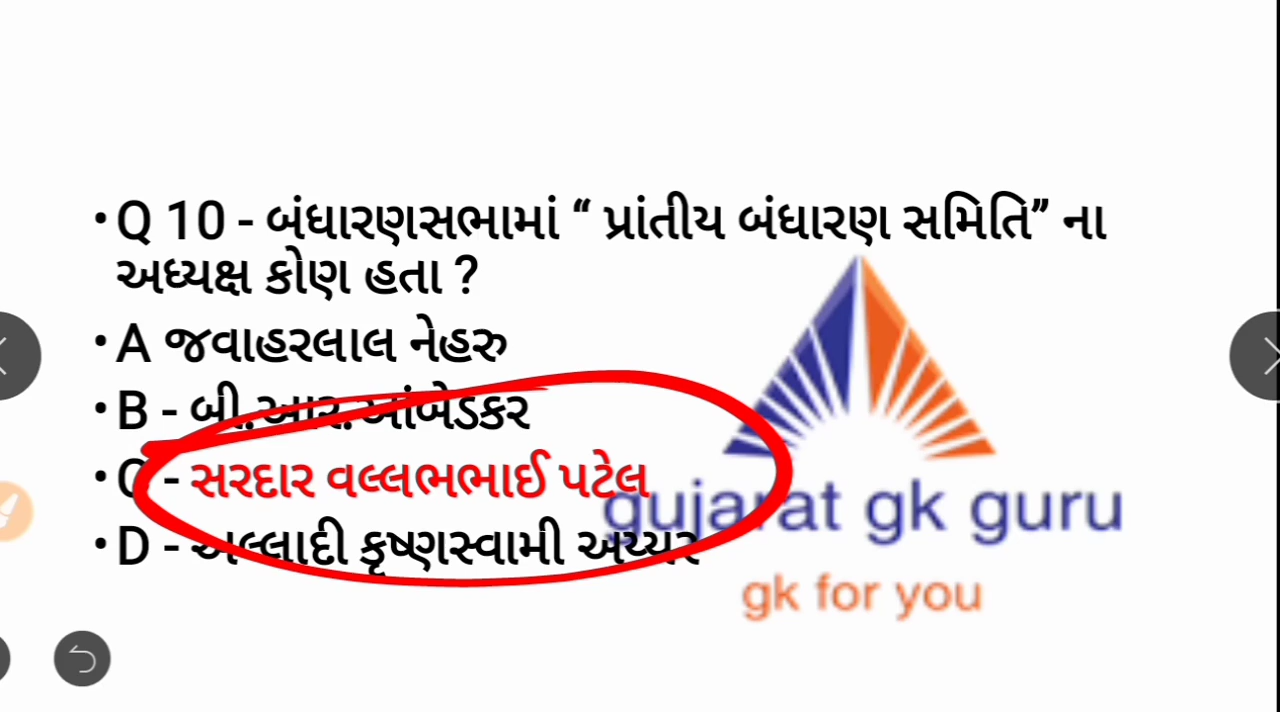 • Q 10 - બંધારણસભામાં “ પ્રાંતીય બંધારણ સમિતિ” ના
અધ્યક્ષ કોણ હતા ?
• A જવાહરલાલ નેહરુ
• B - બી.આર.આંબેડકર
• C - સરદાર વલ્લભભાઈ પટેલ
• D - અલ્લાદી કૃષ્ણસ્વામી અય્યર
gujarat gk guru
gk for you